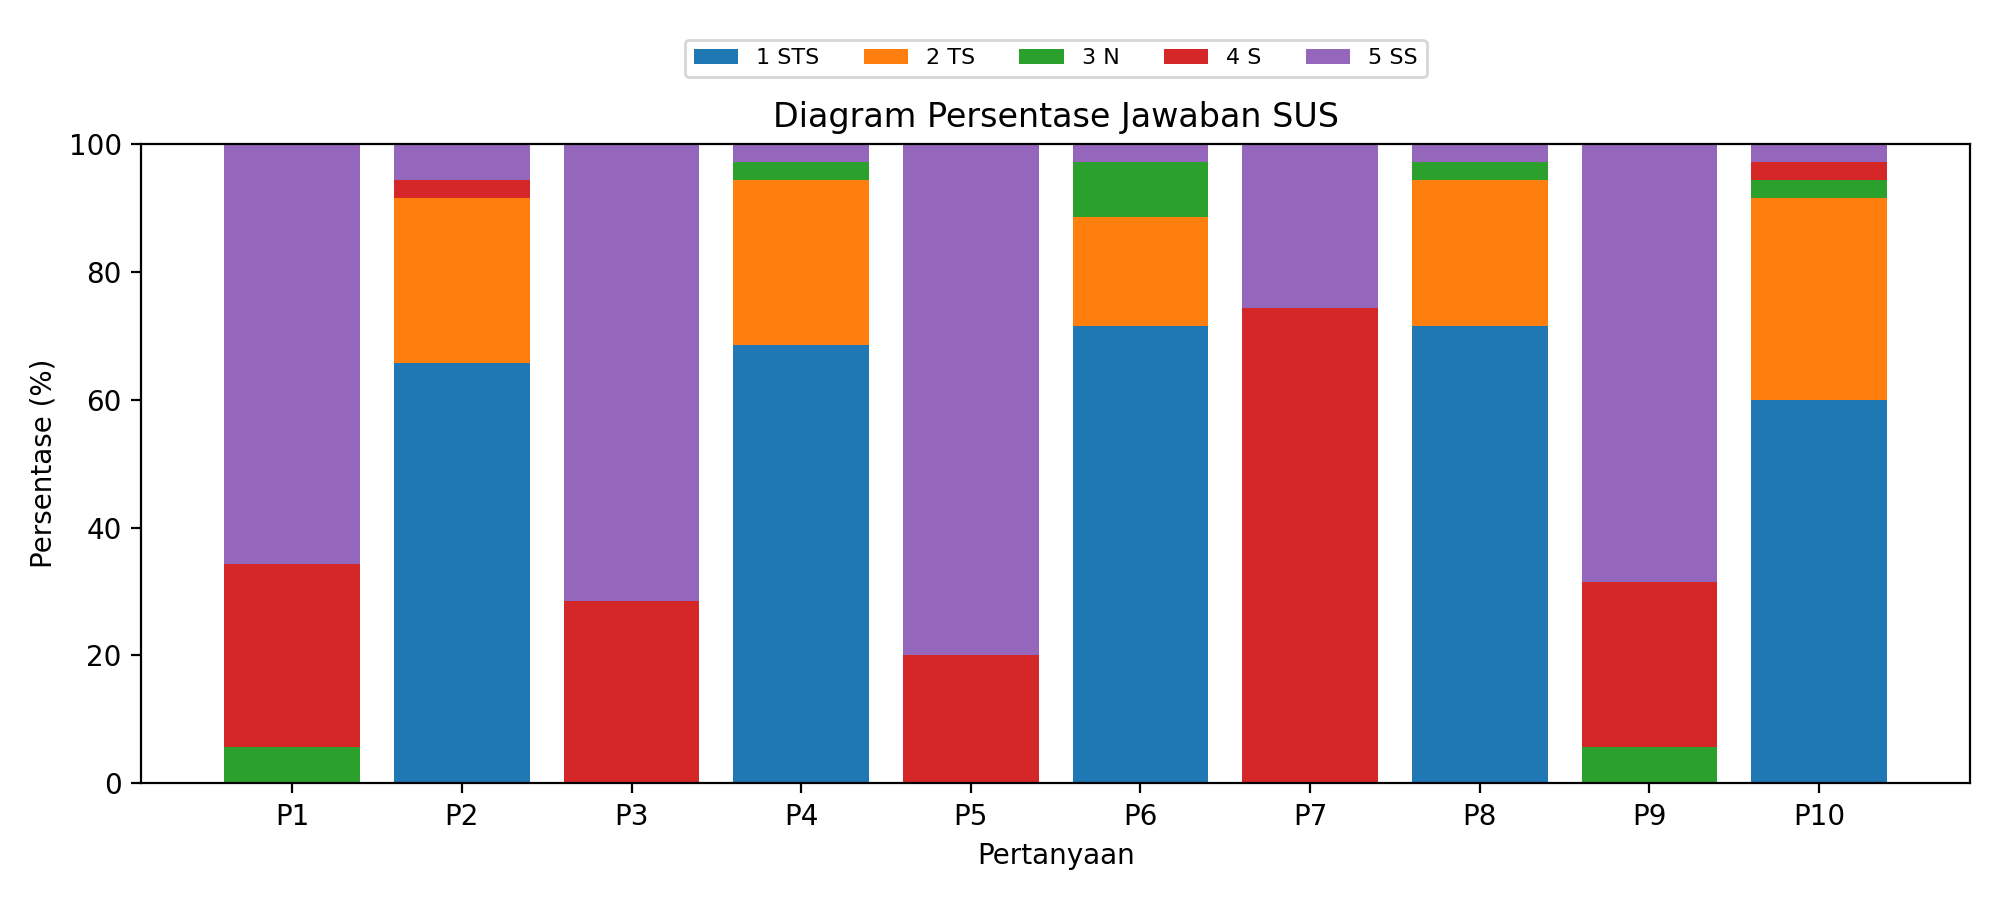 1 STS 2 TS 3 N 4 S 5 SS
Diagram Persentase Jawaban SUS
100
80
60
40
20
0
Persentase (%)
P1 P2 P3 P4 P5 P6 P7 P8 P9 P10
Pertanyaan